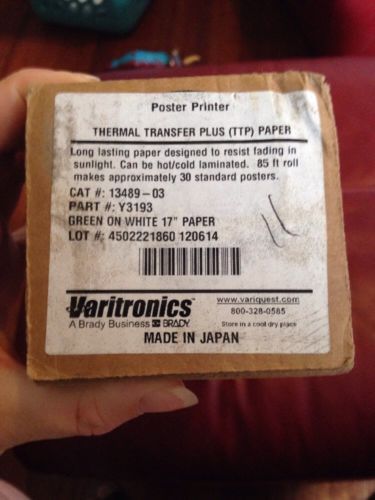 Poster Printer
THERMAL TRANSFER PLUS (TTP) PAPER
Long lasting paper designed to resist fading in
sunlight. Can be hot/cold laminated. 85 ft roll
makes approximately 30 standard posters.
CAT #: 13489-03
PART #: Y3193
GREEN ON WHITE 17" PAPER
LOT #: 4502221860 120614
Varitronics™
A Brady Business BRADY
www.variquest.com
800-328-0585
Store in a cool dry place
MADE IN JAPAN